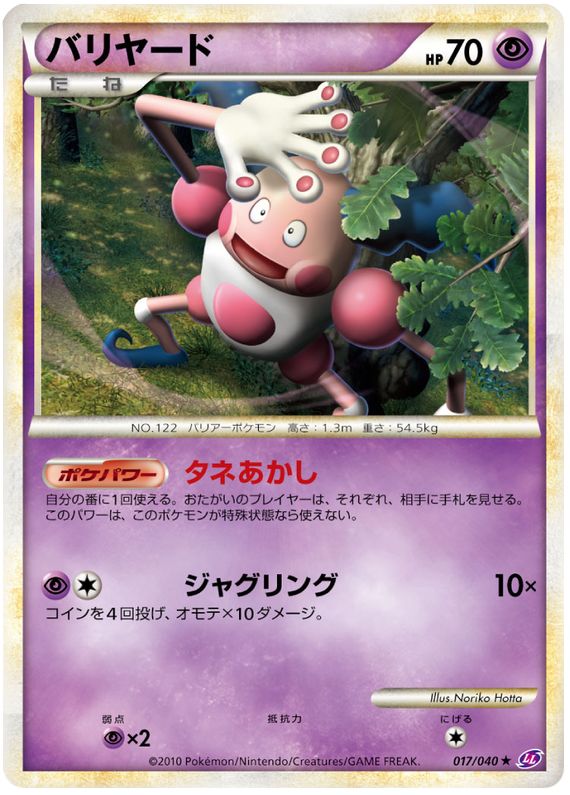 バリヤード HP70
たね
NO.122 バリアーポケモン 高さ：1.3m 重さ：54.5kg
ポケパワー タネあかし
自分の番に1回使える。おたがいのプレイヤーは、それぞれ、相手に手札を見せる。
このパワーは、このポケモンが特殊状態なら使えない。
ジャグリング 10×
コインを4回投げ、オモテ×10ダメージ。
Illus.Noriko Hotta
弱点 抵抗力 にげる
×2
©2010 Pokémon/Nintendo/Creatures/GAME FREAK. 017/040 ★ LL